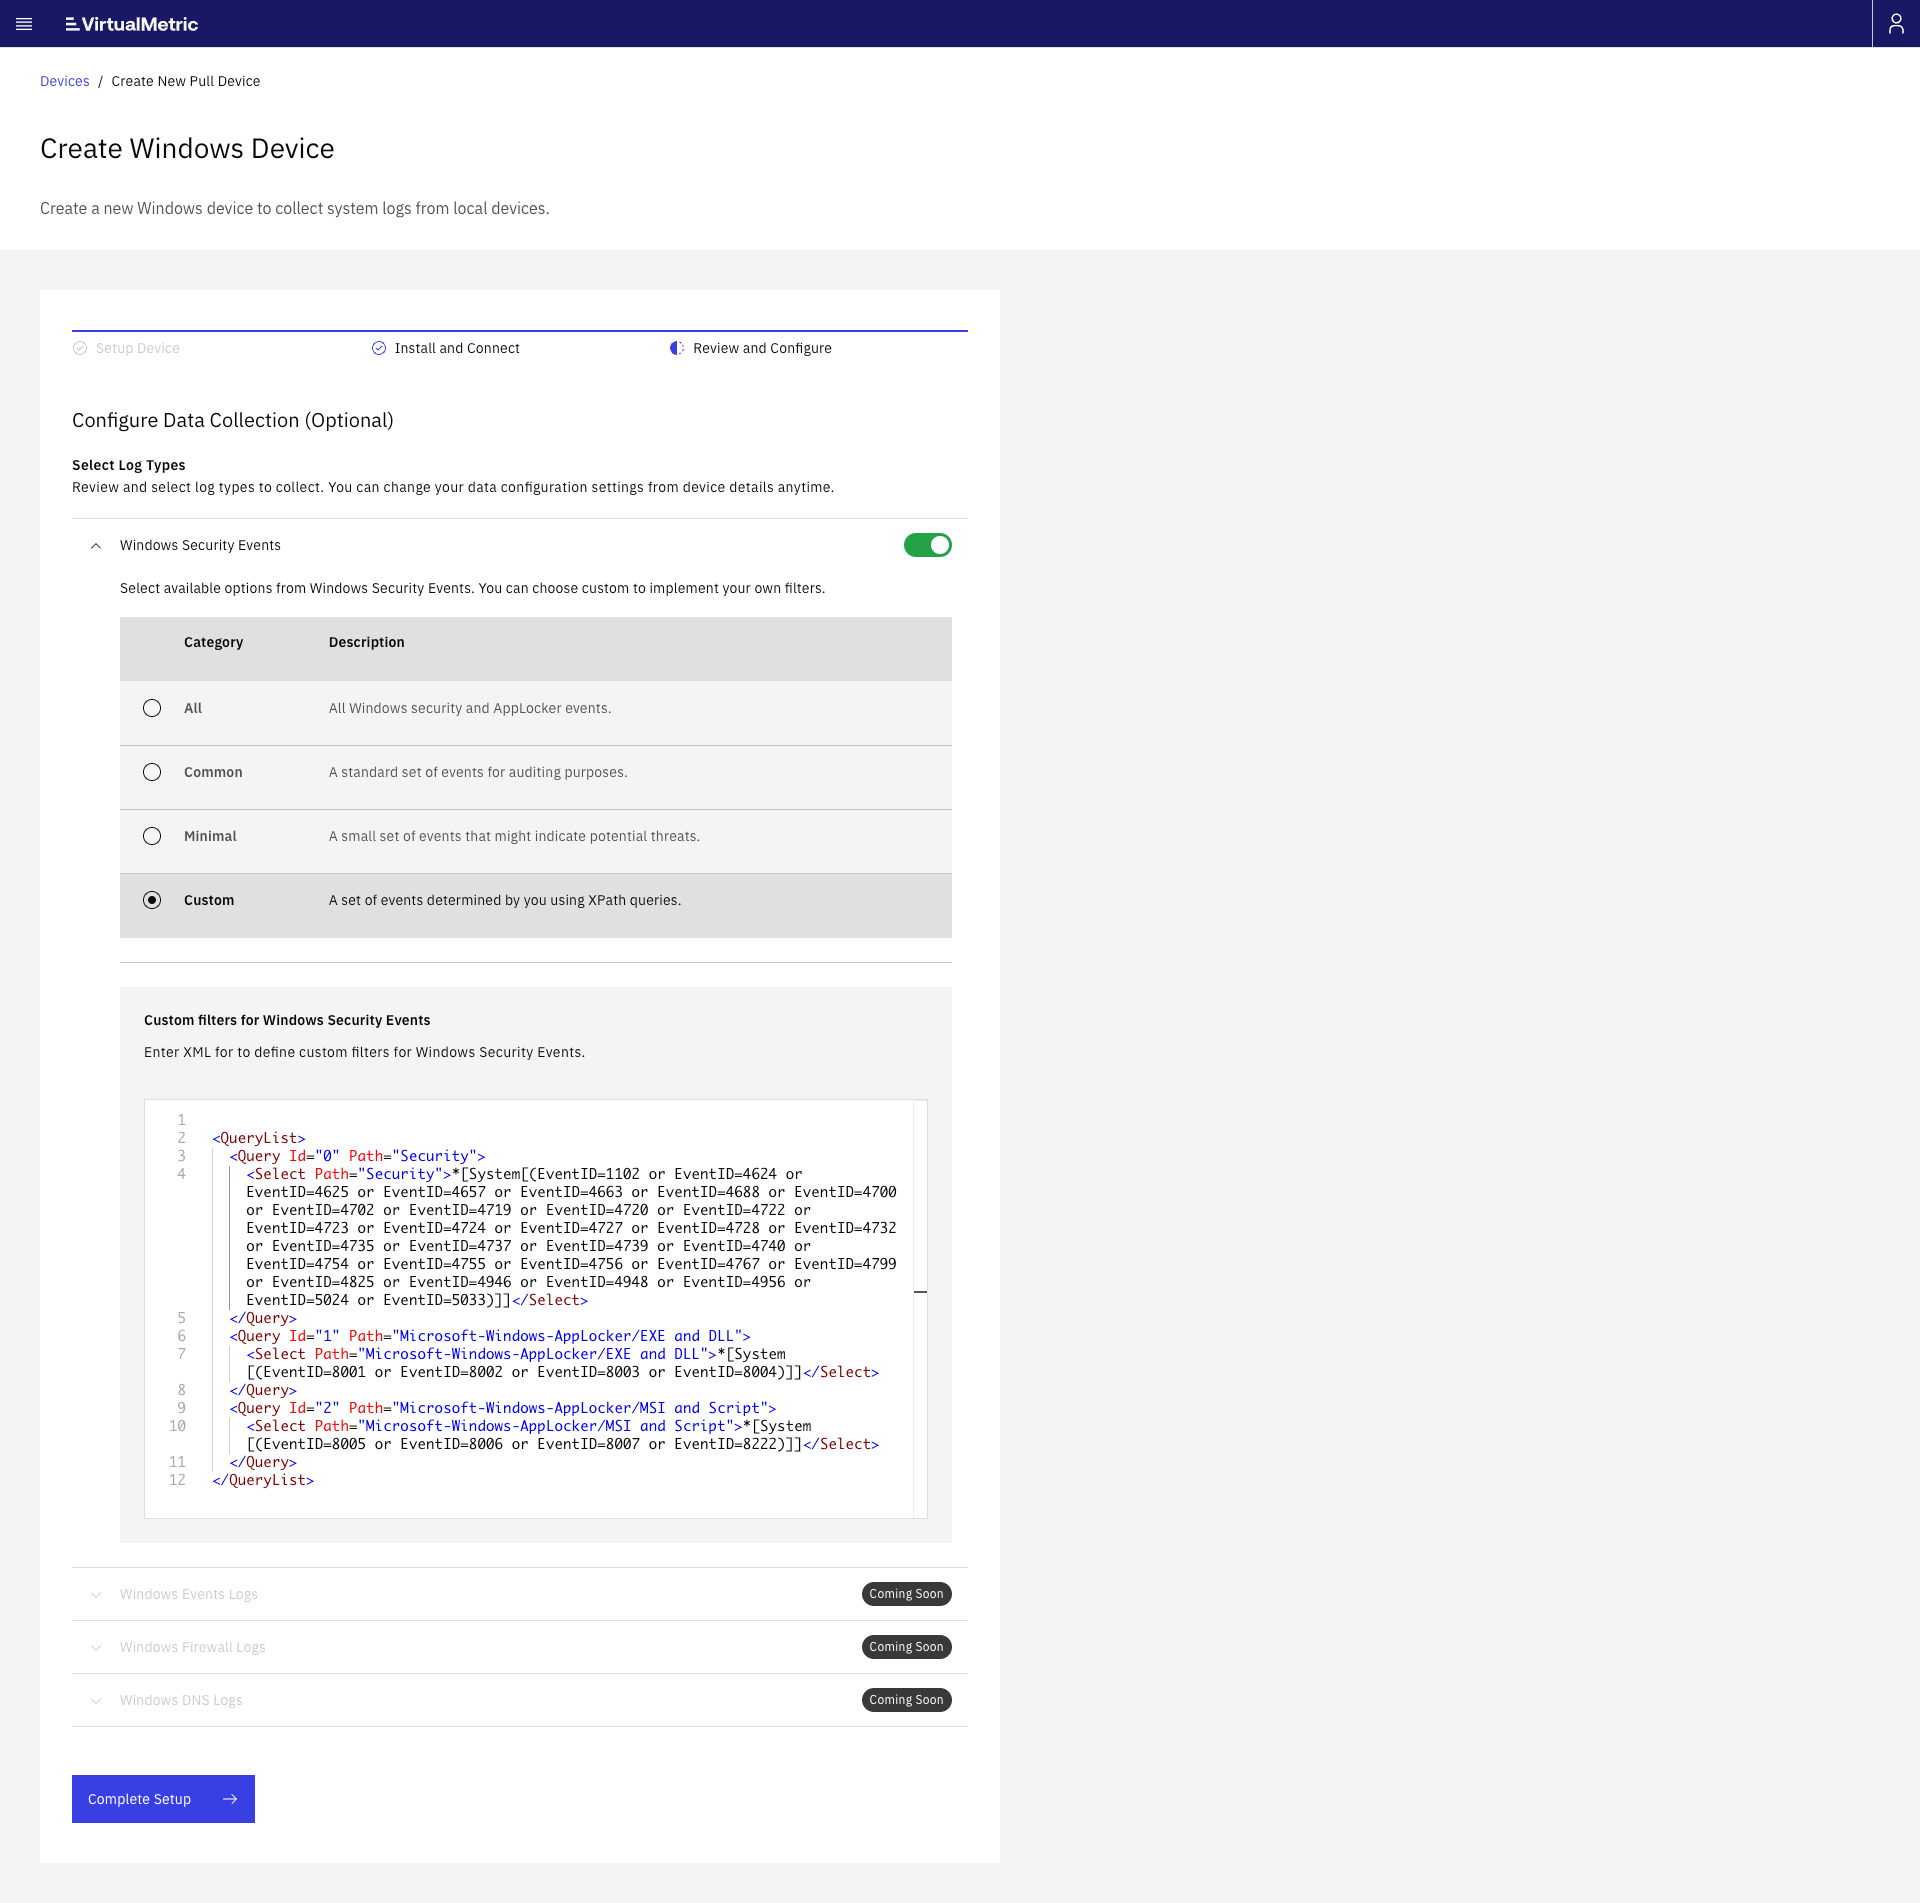 VirtualMetric
Devices / Create New Pull Device
Create Windows Device
Create a new Windows device to collect system logs from local devices.
Setup Device
Install and Connect
Review and Configure
Configure Data Collection (Optional)
Select Log Types
Review and select log types to collect. You can change your data configuration settings from device details anytime.
Windows Security Events
Select available options from Windows Security Events. You can choose custom to implement your own filters.
Category Description
All All Windows security and AppLocker events.
Common A standard set of events for auditing purposes.
Minimal A small set of events that might indicate potential threats.
Custom A set of events determined by you using XPath queries.
Custom filters for Windows Security Events
Enter XML for to define custom filters for Windows Security Events.
1
2 <QueryList>
3 <Query Id="0" Path="Security">
4 <Select Path="Security">*[System[(EventID=1102 or EventID=4624 or
EventID=4625 or EventID=4657 or EventID=4663 or EventID=4688 or EventID=4700
or EventID=4702 or EventID=4719 or EventID=4720 or EventID=4722 or
EventID=4723 or EventID=4724 or EventID=4727 or EventID=4728 or EventID=4732
or EventID=4735 or EventID=4737 or EventID=4739 or EventID=4740 or
EventID=4754 or EventID=4755 or EventID=4756 or EventID=4767 or EventID=4799
or EventID=4825 or EventID=4946 or EventID=4948 or EventID=4956 or
EventID=5024 or EventID=5033)]]</Select>
5 </Query>
6 <Query Id="1" Path="Microsoft-Windows-AppLocker/EXE and DLL">
7 <Select Path="Microsoft-Windows-AppLocker/EXE and DLL">*[System
[(EventID=8001 or EventID=8002 or EventID=8003 or EventID=8004)]]</Select>
8 </Query>
9 <Query Id="2" Path="Microsoft-Windows-AppLocker/MSI and Script">
10 <Select Path="Microsoft-Windows-AppLocker/MSI and Script">*[System
[(EventID=8005 or EventID=8006 or EventID=8007 or EventID=8222)]]</Select>
11 </Query>
12 </QueryList>
Windows Events Logs Coming Soon
Windows Firewall Logs Coming Soon
Windows DNS Logs Coming Soon
Complete Setup